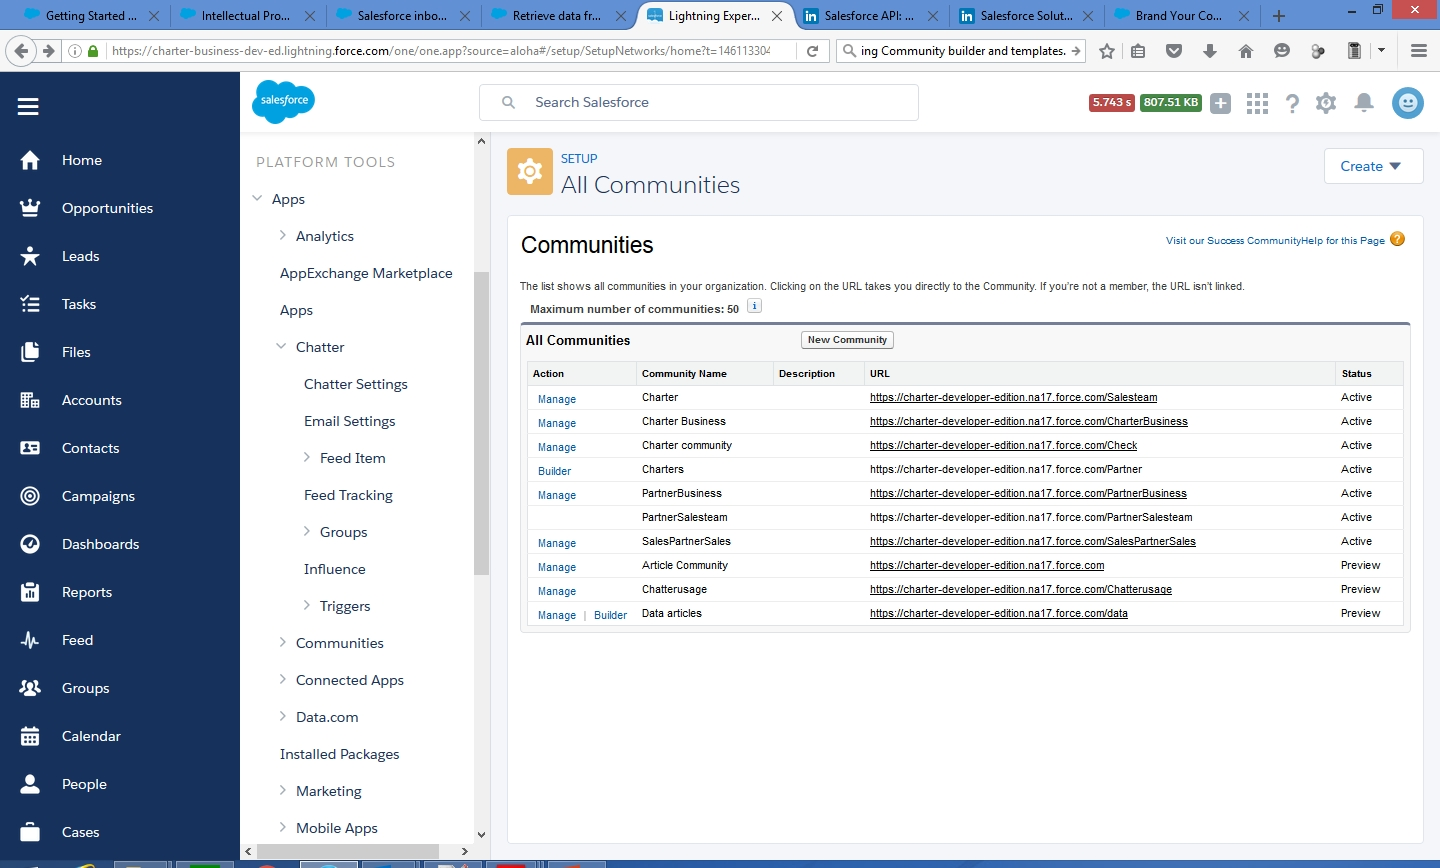 Getting Started ...
Intellectual Pro...
Salesforce inbo...
Retrieve data fr...
Lightning Exper...
Salesforce API: ...
Salesforce Solut...
Brand Your Co...
https://charter-business-dev-ed.lightning.force.com/one/one.app?source=aloha#/setup/SetupNetworks/home?t=146113304
ing Community builder and templates.
salesforce
Search Salesforce
5.743 s
807.51 KB
Home
Opportunities
Leads
Tasks
Files
Accounts
Contacts
Campaigns
Dashboards
Reports
Feed
Groups
Calendar
People
Cases
PLATFORM TOOLS
Apps
Analytics
AppExchange Marketplace
Apps
Chatter
Chatter Settings
Email Settings
Feed Item
Feed Tracking
Groups
Influence
Triggers
Communities
Connected Apps
Data.com
Installed Packages
Marketing
Mobile Apps
SETUP
All Communities
Create
Communities
Visit our Success CommunityHelp for this Page ?
The list shows all communities in your organization. Clicking on the URL takes you directly to the Community. If you're not a member, the URL isn't linked.
Maximum number of communities: 50 i
All Communities
New Community
Action Community Name Description URL Status
Manage Charter https://charter-developer-edition.na17.force.com/Salesteam Active
Manage Charter Business https://charter-developer-edition.na17.force.com/CharterBusiness Active
Manage Charter community https://charter-developer-edition.na17.force.com/Check Active
Builder Charters https://charter-developer-edition.na17.force.com/Partner Active
Manage PartnerBusiness https://charter-developer-edition.na17.force.com/PartnerBusiness Active
PartnerSalesteam https://charter-developer-edition.na17.force.com/PartnerSalesteam Active
Manage SalesPartnerSales https://charter-developer-edition.na17.force.com/SalesPartnerSales Active
Manage Article Community https://charter-developer-edition.na17.force.com Preview
Manage Chatterusage https://charter-developer-edition.na17.force.com/Chatterusage Preview
Manage | Builder Data articles https://charter-developer-edition.na17.force.com/data Preview